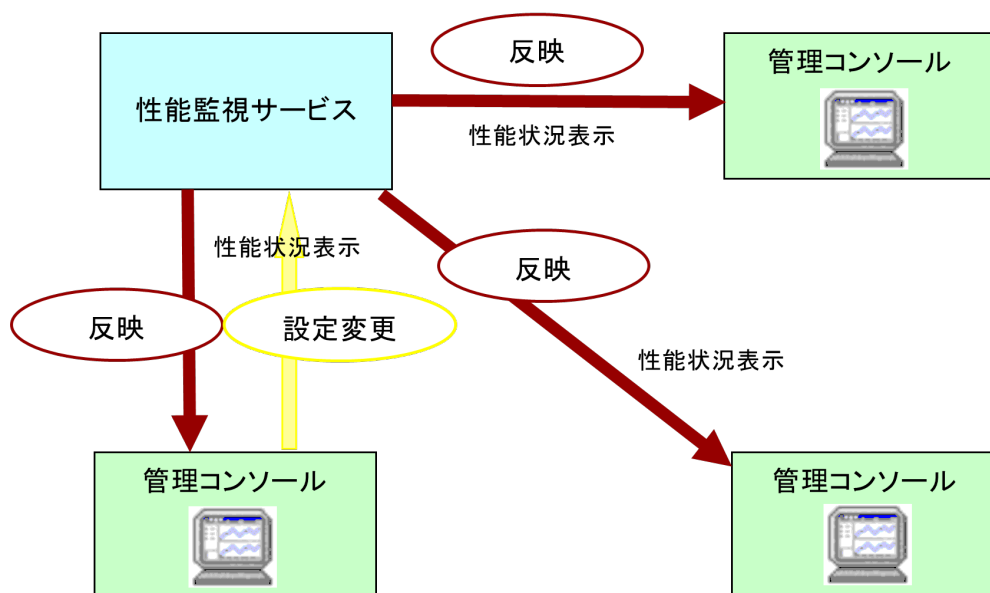 反映
管理コンソール
性能監視サービス
性能状況表示
性能状況表示
反映
反映
設定変更
性能状況表示
管理コンソール
管理コンソール